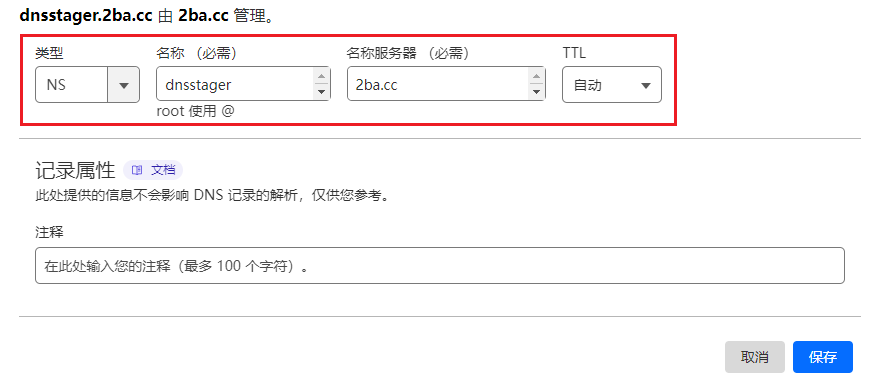 dnsstager.2ba.cc 由 2ba.cc 管理。
类型 名称 （必需） 名称服务器 （必需） TTL
NS dnsstager 2ba.cc 自动
root 使用 @
记录属性 文档
此处提供的信息不会影响 DNS 记录的解析，仅供您参考。
注释
在此处输入您的注释（最多 100 个字符）。
取消 保存